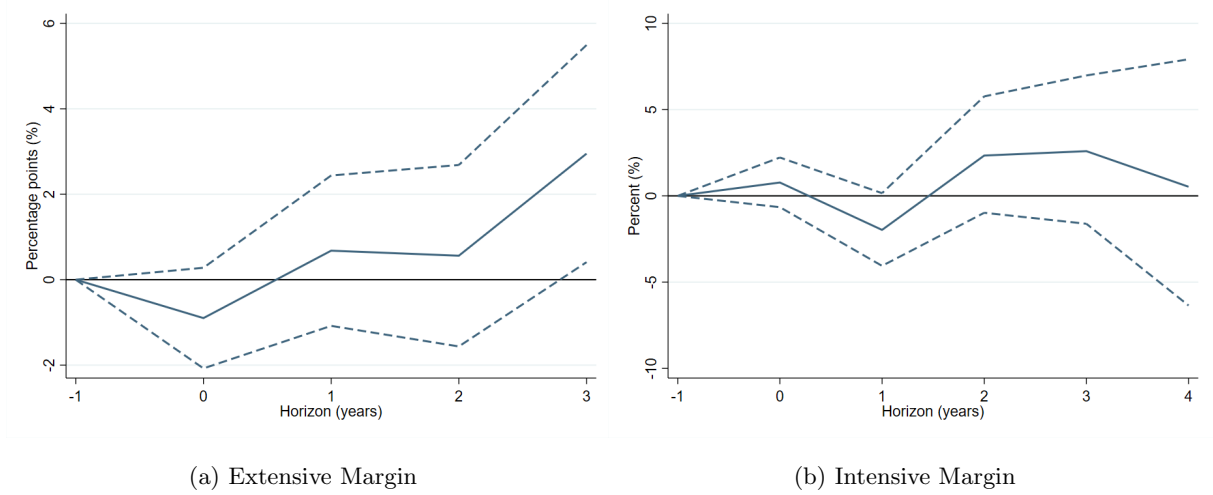 6
4
2
0
-2
Percentage points (%)
-1 0 1 2 3
Horizon (years)
(a) Extensive Margin
10
5
0
-5
-10
Percent (%)
-1 0 1 2 3 4
Horizon (years)
(b) Intensive Margin